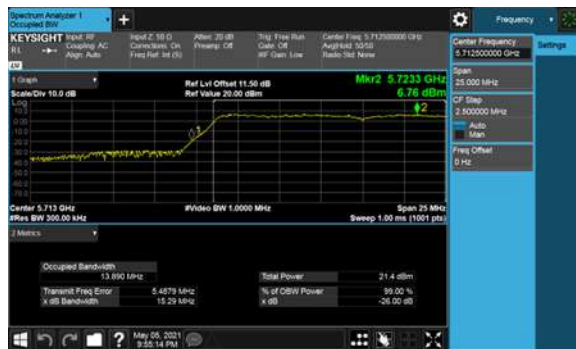 Spectrum Analyzer 1
Occupied BW
Frequency
KEYSIGHT
Input: RF
Coupling: AC
Align: Auto
Input Z: 50 Ω
Corrections: On
Freq Ref: Int (S)
Atten: 20 dB
Preamp: Off
Trig: Free Run
Gate: Off
#IF Gain: Low
Center Freq: 5.712500000 GHz
Avg|Hold: 50/50
Radio Std: None
RL
Center Frequency
5.712500000 GHz
Settings
Span
25.000 MHz
CF Step
2.500000 MHz
Auto
Man
Freq Offset
0 Hz
1 Graph
Scale/Div 10.0 dB
Ref Lvl Offset 11.50 dB
Ref Value 20.00 dBm
Mkr2 5.7233 GHz
6.76 dBm
Log
10.0
0.00
2
Center 5.713 GHz
#Res BW 300.00 kHz
#Video BW 1.0000 MHz
Span 25 MHz
Sweep 1.00 ms (1001 pts)
2 Metrics
Occupied Bandwidth
13.890 MHz
Total Power
21.4 dBm
Transmit Freq Error
5.4879 MHz
% of OBW Power
99.00 %
x dB Bandwidth
15.29 MHz
x dB
-26.00 dB
May 05, 2021
9:55:14 PM